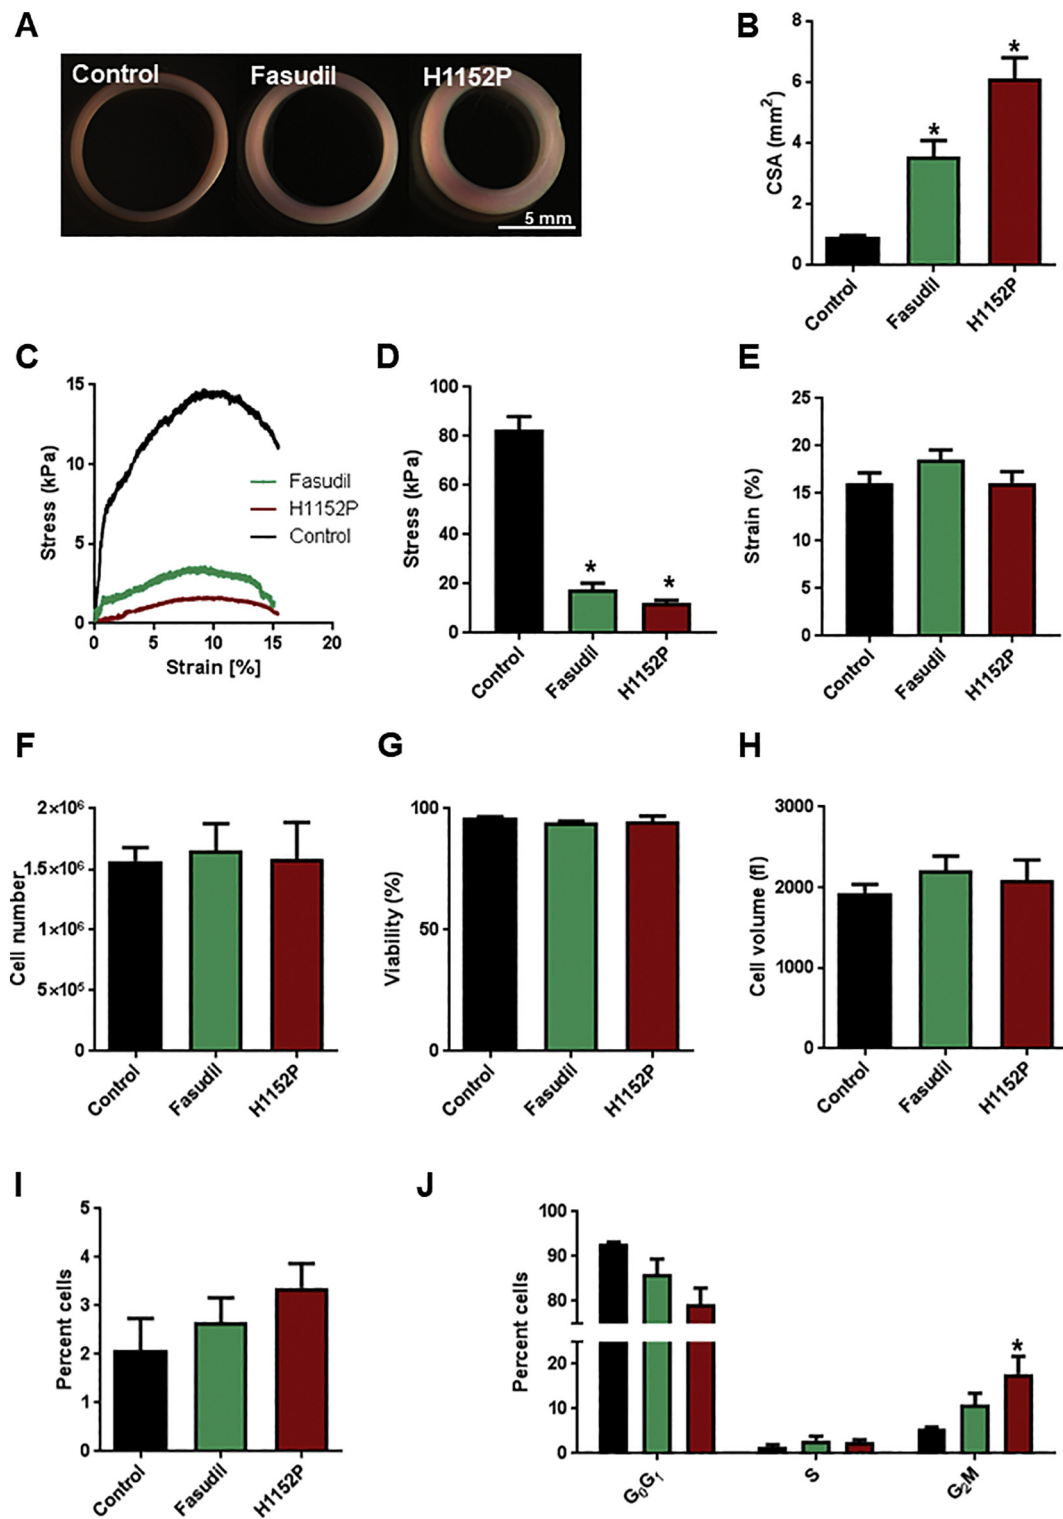 A
Control Fasudil H1152P
5 mm
B
CSA (mm²)
8
6
4
2
0
*
*
Control Fasudil H1152P
C
Stress (kPa)
15
10
5
0
0 5 10 15 20
Strain [%]
Fasudil
H1152P
Control
D
Stress (kPa)
100
80
60
40
20
0
* *
Control Fasudil H1152P
E
Strain (%)
25
20
15
10
5
0
Control Fasudil H1152P
F
Cell number
2×10⁶
1.5×10⁶
1×10⁶
5×10⁵
0
Control Fasudil H1152P
G
Viability (%)
100
50
0
Control Fasudil H1152P
H
Cell volume (fl)
3000
2000
1000
0
Control Fasudil H1152P
I
Percent cells
5
4
3
2
1
0
Control Fasudil H1152P
J
Percent cells
100
90
80
20
10
0
*
G₀G₁ S G₂M